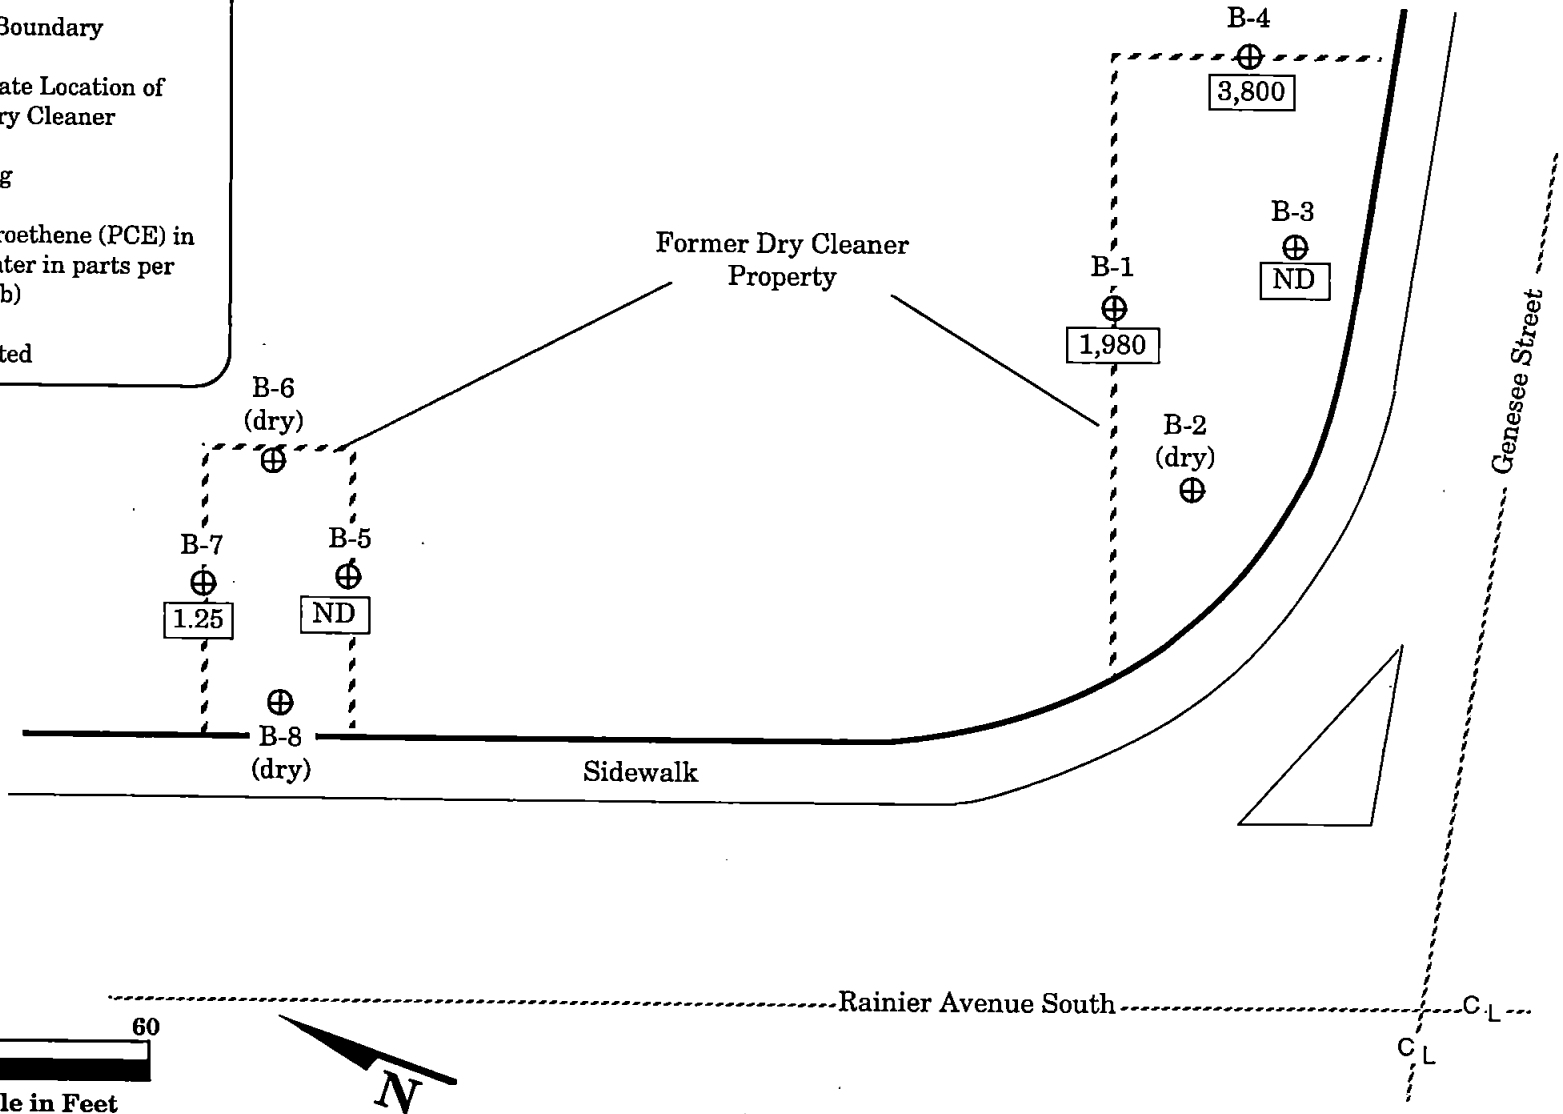 Boundary
ate Location of
ry Cleaner
g
roethene (PCE) in
ter in parts per
b)
ted
B-4
3,800
B-3
ND
Former Dry Cleaner
Property
B-1
1,980
B-2
(dry)
B-6
(dry)
B-7
1.25
B-5
ND
B-8
(dry)
Sidewalk
Genesee Street
Rainier Avenue South
C L
C L
60
le in Feet
N